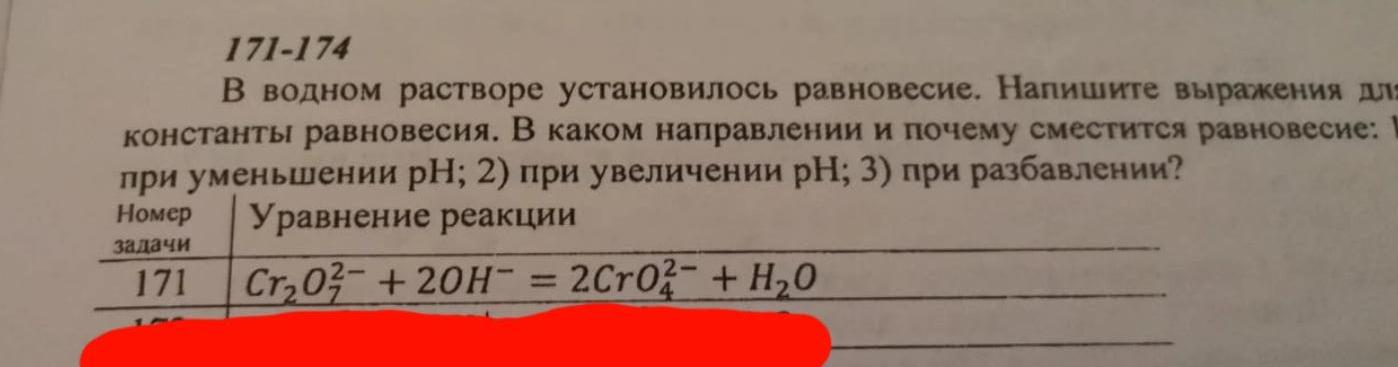 171-174
В водном растворе установилось равновесие. Напишите выражения для
константы равновесия. В каком направлении и почему сместится равновесие:
при уменьшении pH; 2) при увеличении pH; 3) при разбавлении?
Номер задачи
Уравнение реакции
171
Cr₂O₇²⁻ + 2OH⁻ = 2CrO₄²⁻ + H₂O